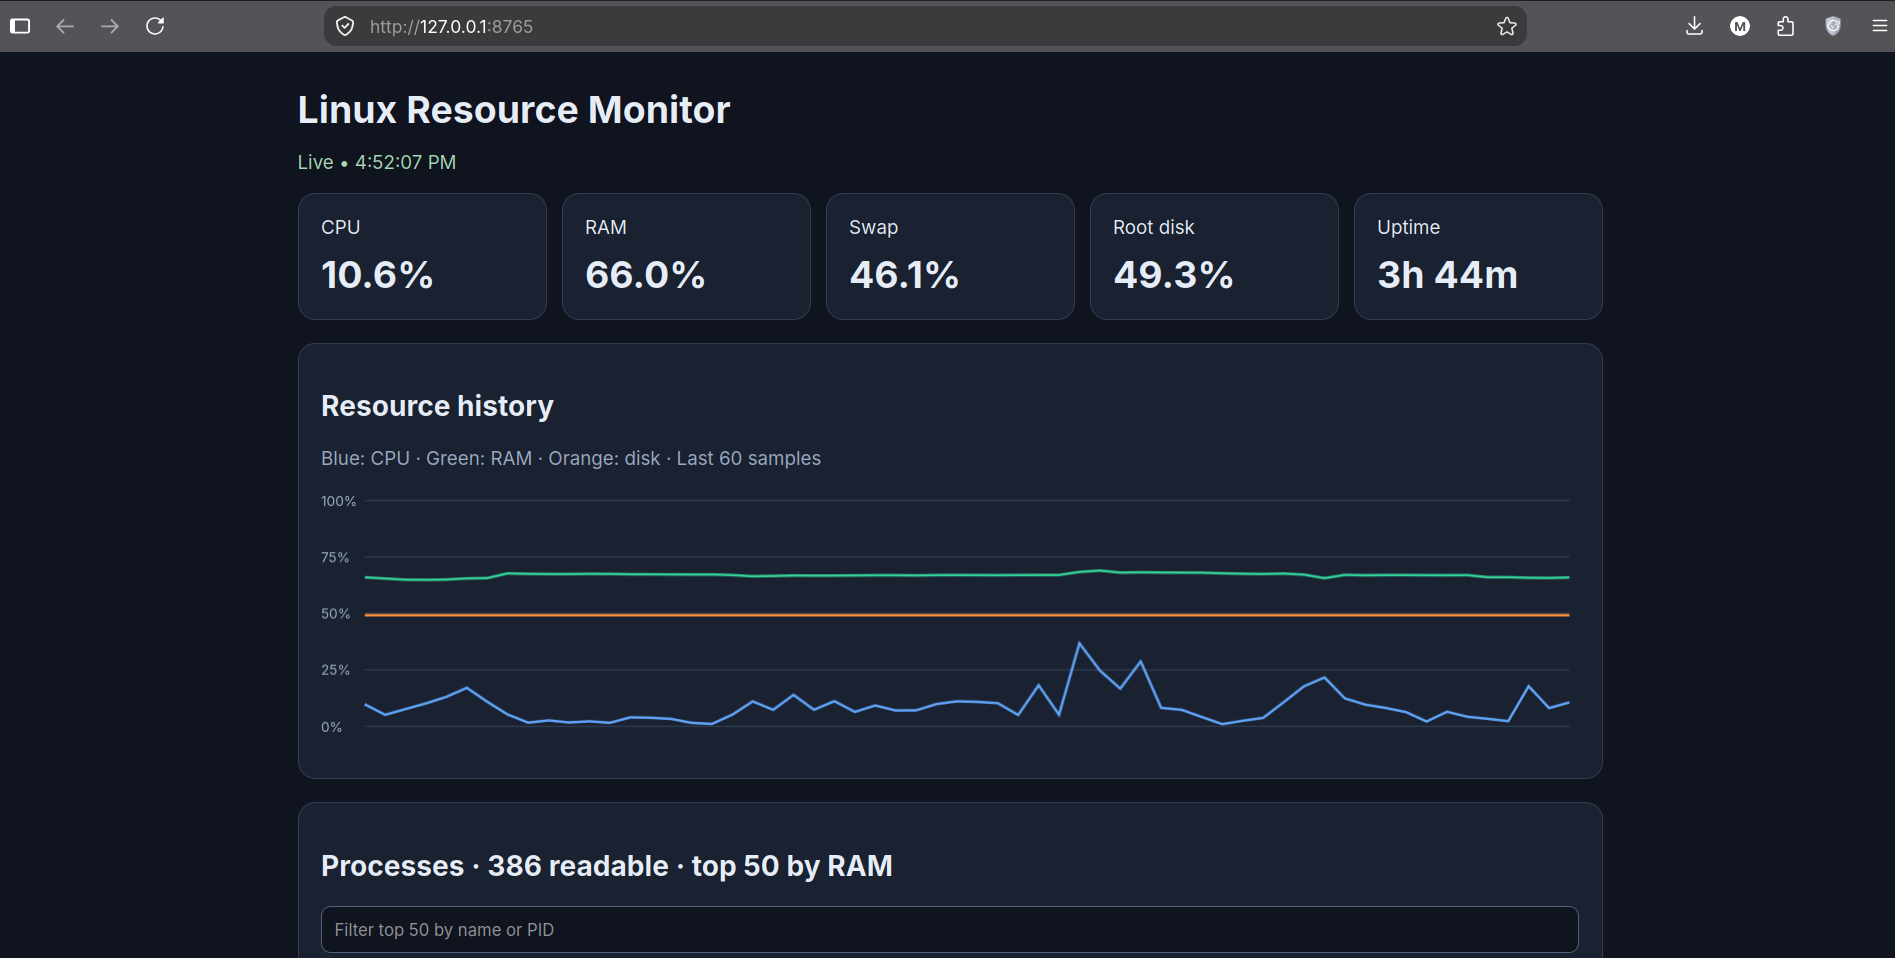 http://127.0.0.1:8765
M
Linux Resource Monitor
Live • 4:52:07 PM
CPU
10.6%
RAM
66.0%
Swap
46.1%
Root disk
49.3%
Uptime
3h 44m
Resource history
Blue: CPU · Green: RAM · Orange: disk · Last 60 samples
100%
75%
50%
25%
0%
Processes · 386 readable · top 50 by RAM
Filter top 50 by name or PID